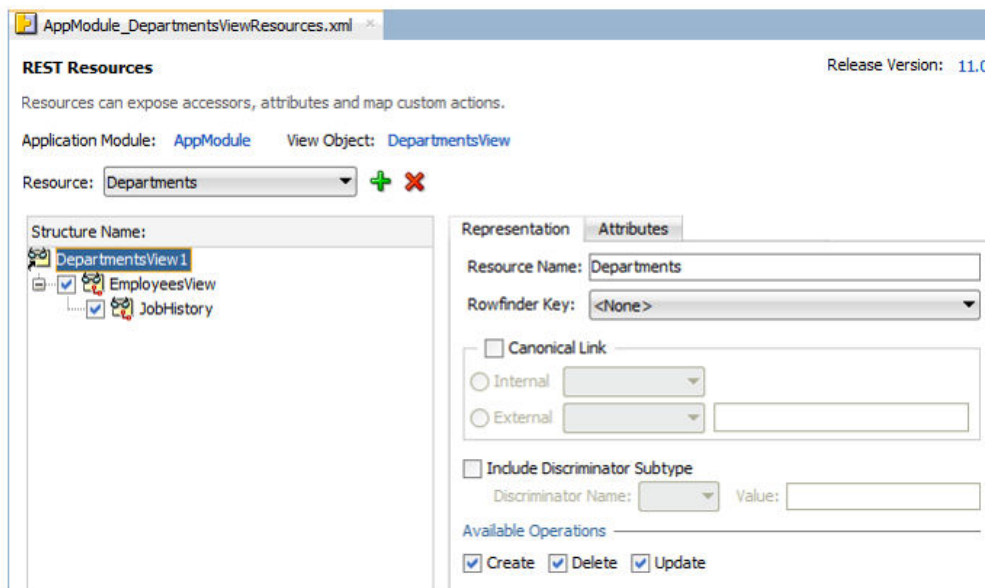 AppModule_DepartmentsViewResources.xml
REST Resources
Release Version: 11.0
Resources can expose accessors, attributes and map custom actions.
Application Module: AppModule View Object: DepartmentsView
Resource: Departments
Structure Name:
DepartmentsView1
EmployeesView
JobHistory
Representation Attributes
Resource Name: Departments
Rowfinder Key: <None>
Canonical Link
Internal
External
Include Discriminator Subtype
Discriminator Name: Value:
Available Operations
Create Delete Update